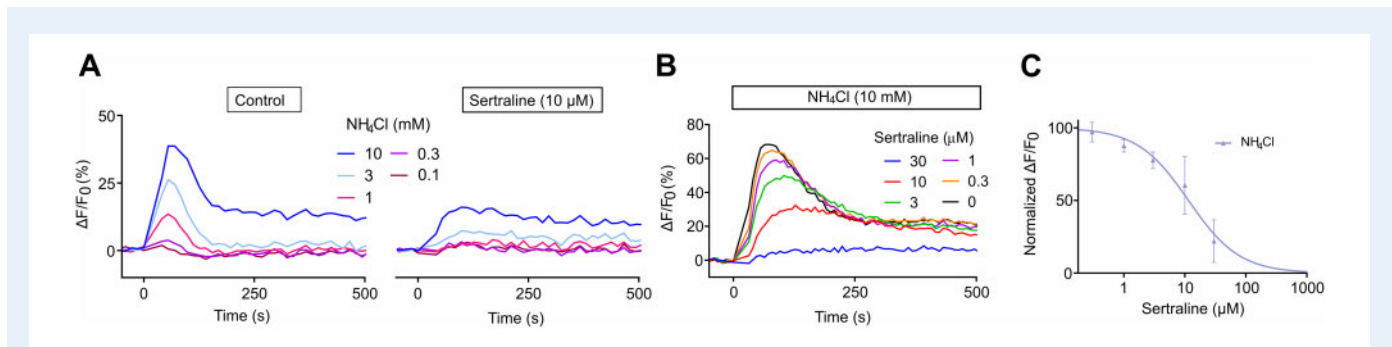 A
Control
Sertraline (10 µM)
NH₄Cl (mM)
10
0.3
3
0.1
1
ΔF/F₀ (%)
50
25
0
0
250
500
0
250
500
Time (s)
Time (s)
B
NH₄Cl (10 mM)
Sertraline (µM)
30
1
10
0.3
3
0
ΔF/F₀ (%)
80
60
40
20
0
0
250
500
Time (s)
C
NH₄Cl
Normalized ΔF/F₀
100
50
0
1
10
100
1000
Sertraline (µM)